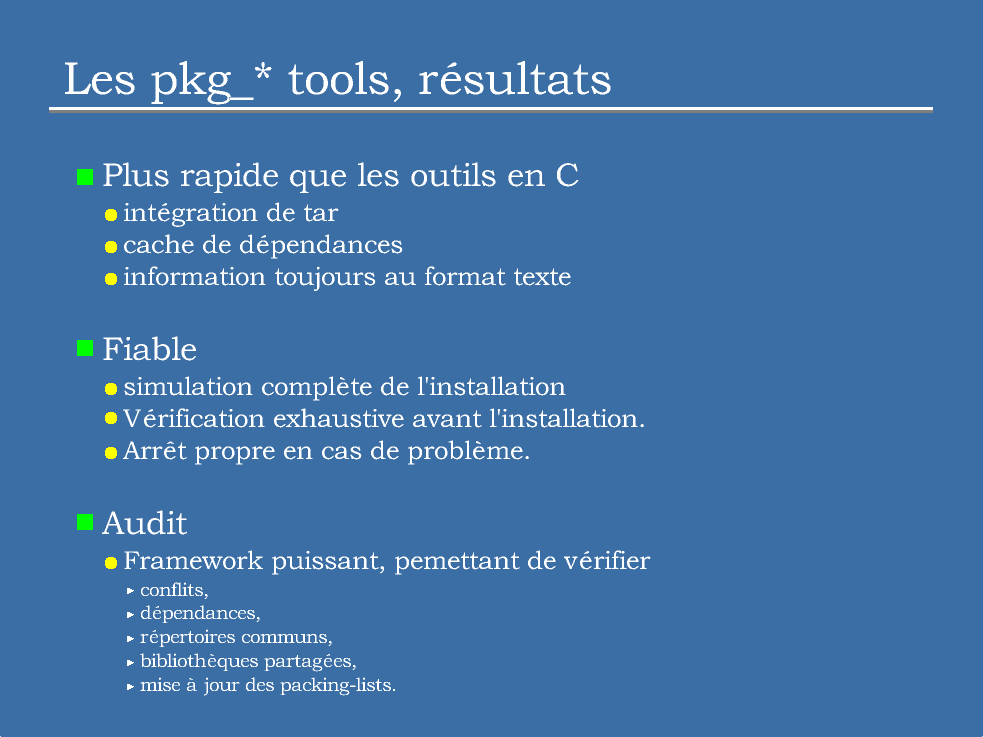 Les pkg_* tools, résultats
Plus rapide que les outils en C
intégration de tar
cache de dépendances
information toujours au format texte
Fiable
simulation complète de l'installation
Vérification exhaustive avant l'installation.
Arrêt propre en cas de problème.
Audit
Framework puissant, pemettant de vérifier
conflits,
dépendances,
répertoires communs,
bibliothèques partagées,
mise à jour des packing-lists.